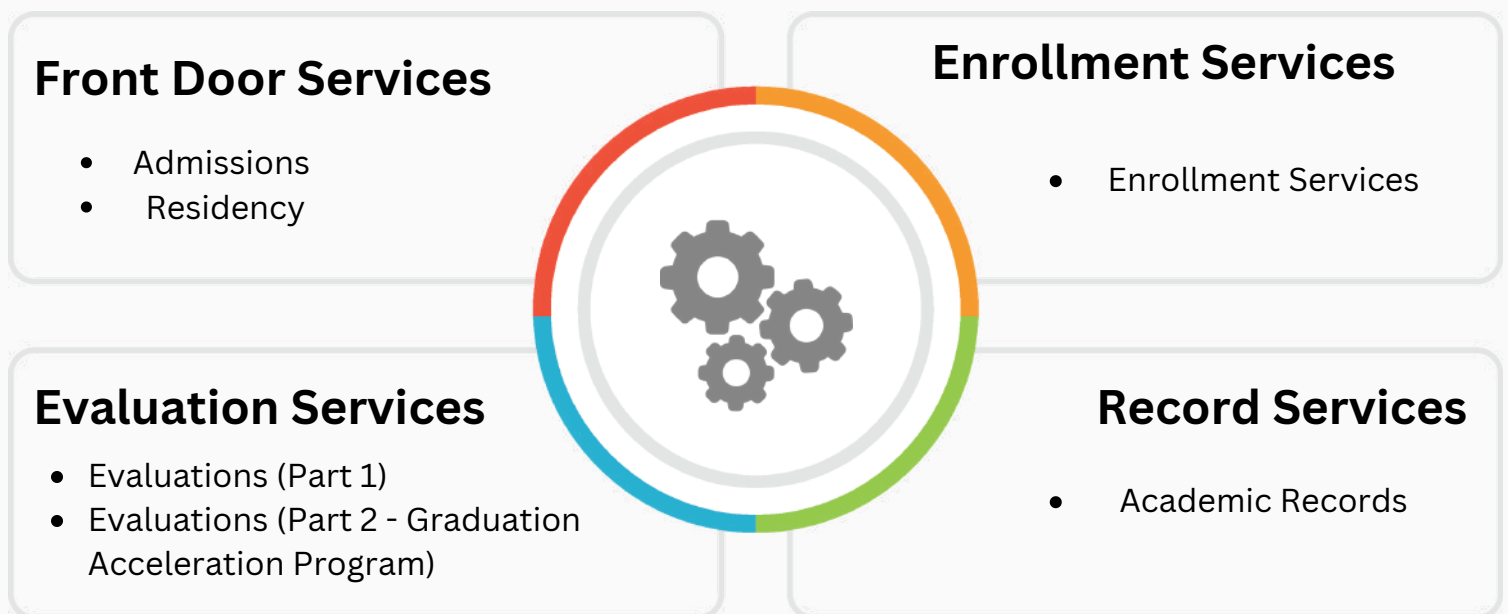 Front Door Services
• Admissions
• Residency
Enrollment Services
• Enrollment Services
Evaluation Services
• Evaluations (Part 1)
• Evaluations (Part 2 - Graduation
Acceleration Program)
Record Services
• Academic Records